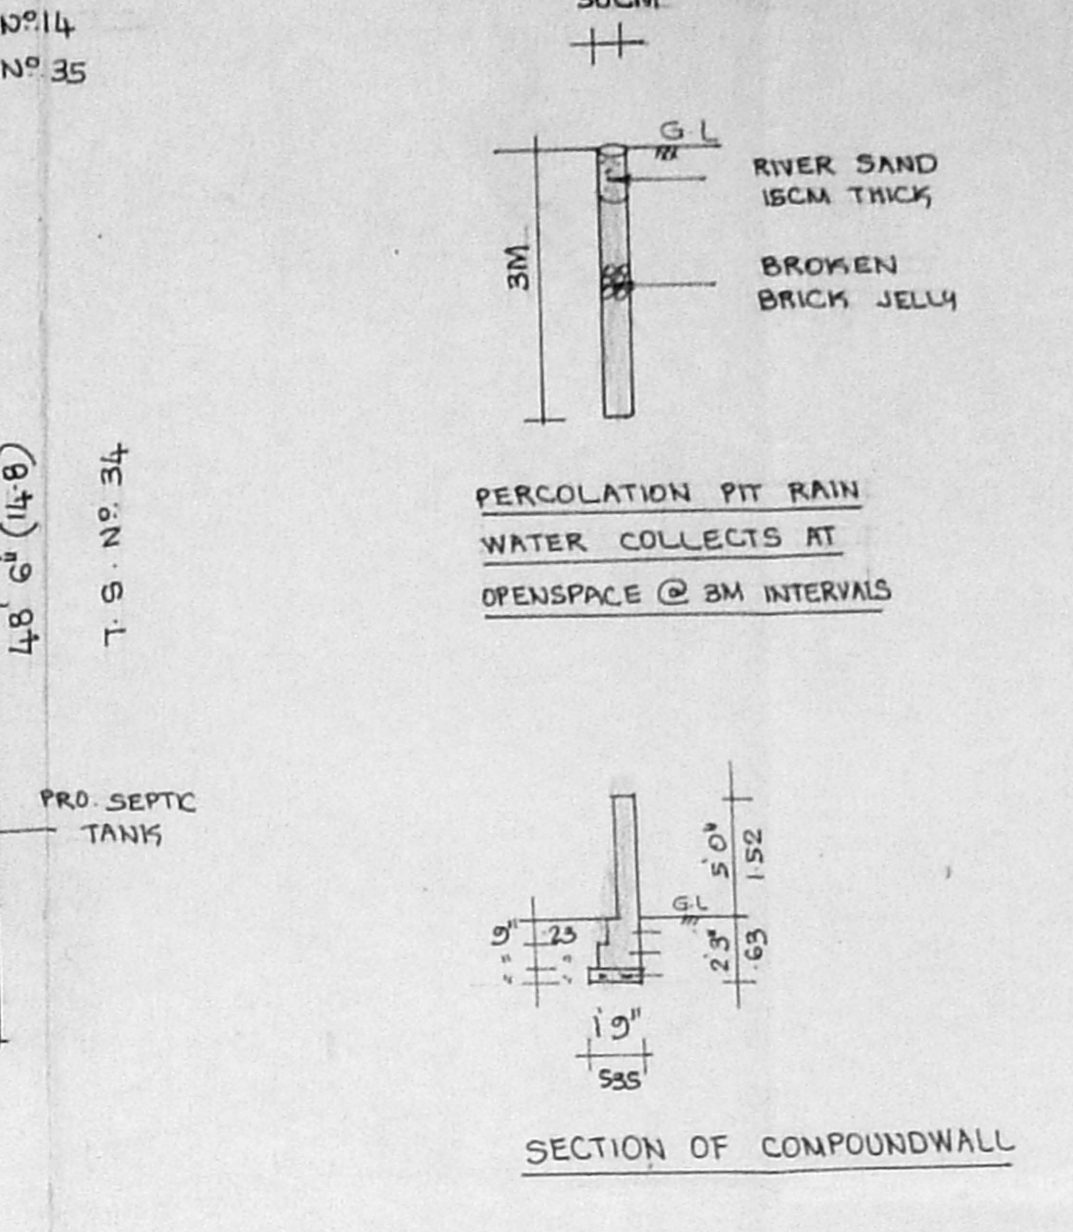 Nº.14
Nº 35
G.L
RIVER SAND
15CM THICK
3M
BROKEN
BRICK JELLY
PERCOLATION PIT RAIN
WATER COLLECTS AT
OPENSPACE @ 3M INTERVALS
48' 6" (14.8)
T. S. Nº. 34
PRO. SEPTIC
TANK
5'0"
1.52
G.L
9" .23
" "
" "
2'3"
.63
1'9"
535
SECTION OF COMPOUNDWALL